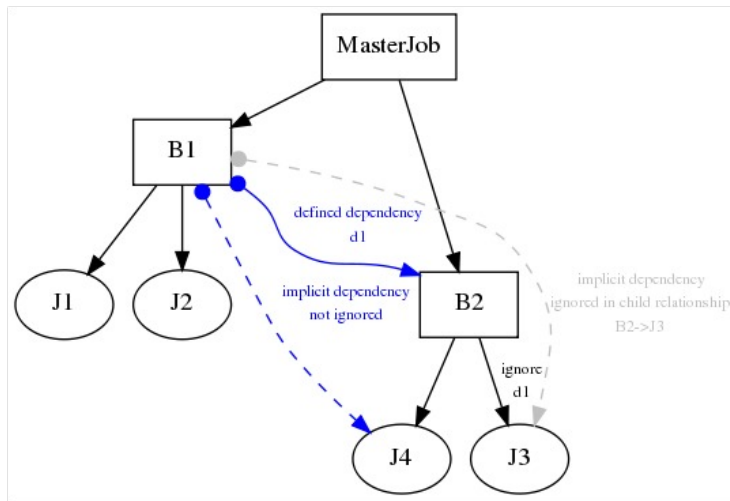 MasterJob
B1
defined dependency
d1
implicit dependency
not ignored
implicit dependency
ignored in child relationship
B2->J3
J1
J2
B2
ignore
d1
J4
J3